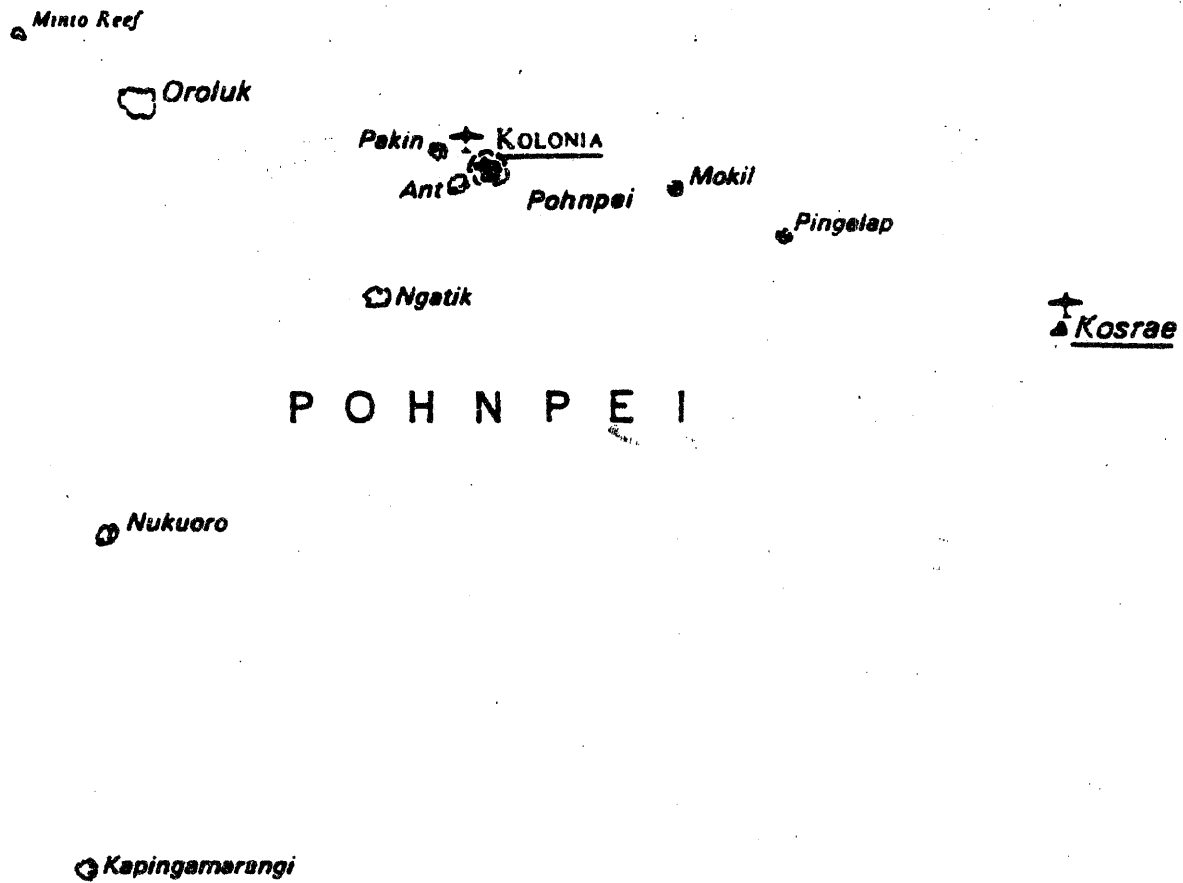 Minto Reef
Oroluk
Pakin
KOLONIA
Ant
Pohnpei
Mokil
Pingelap
Ngatik
Kosrae
POHNPEI
Nukuoro
Kapingamarangi